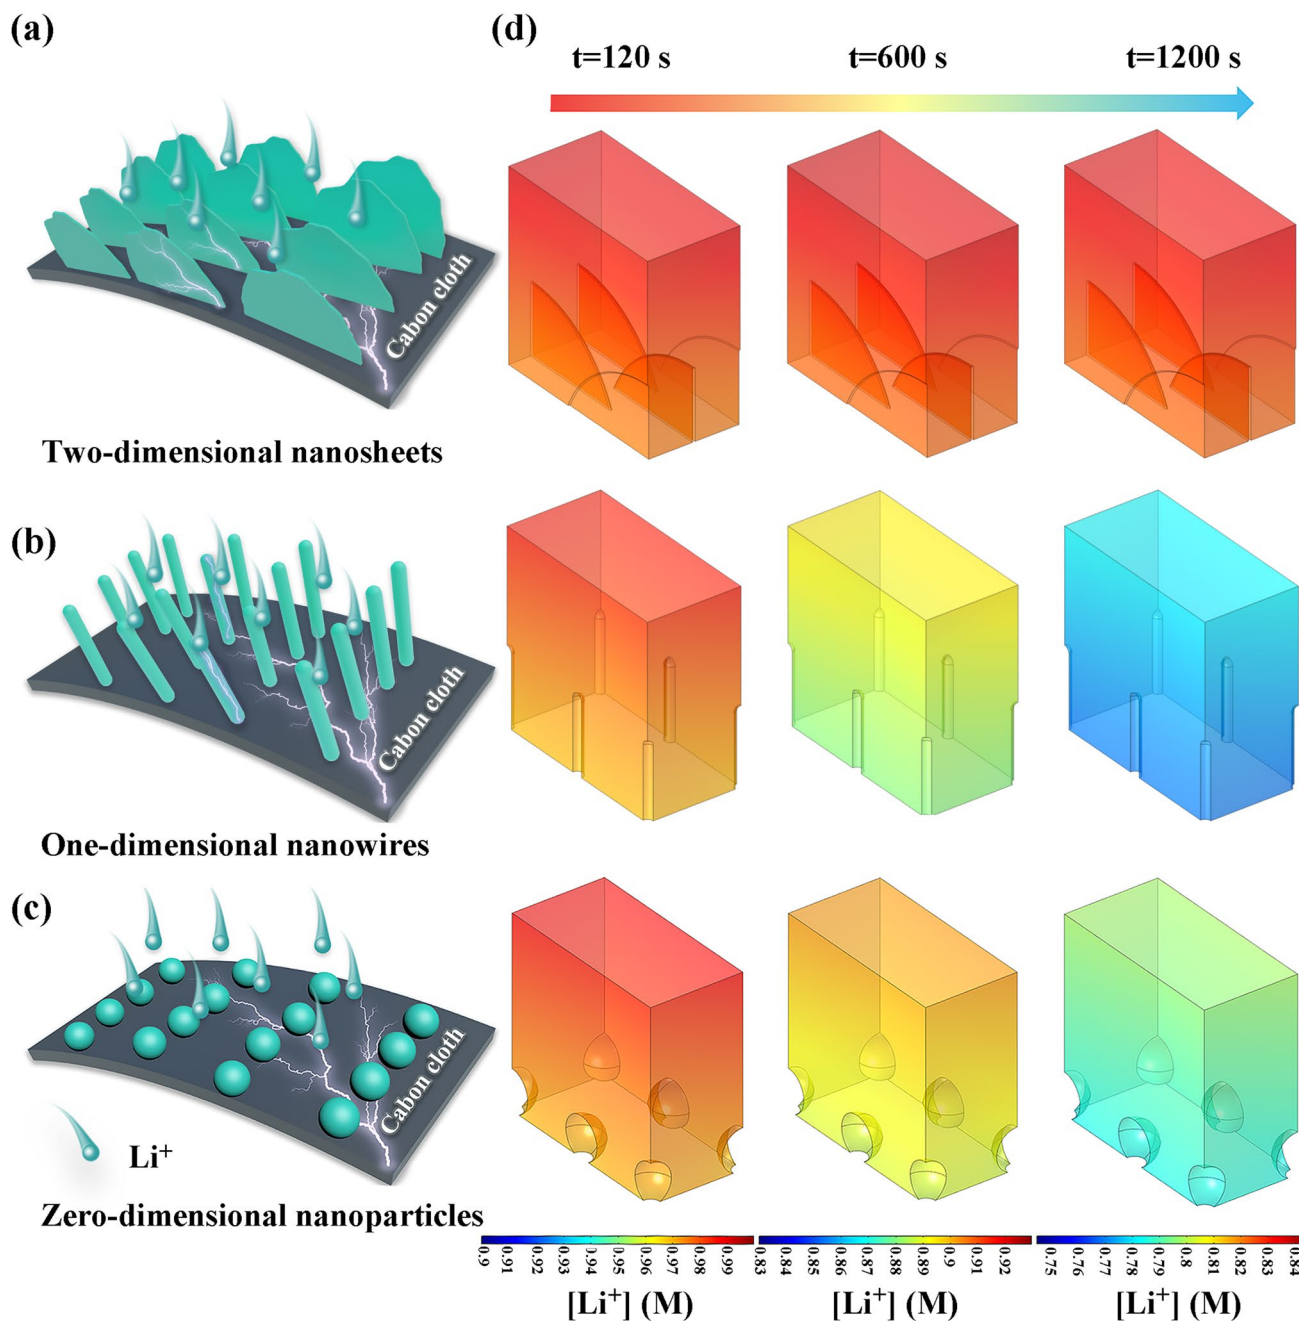 (a)
(d)
t=120 s
t=600 s
t=1200 s
Cabon cloth
Two-dimensional nanosheets
(b)
Cabon cloth
One-dimensional nanowires
(c)
Cabon cloth
Li⁺
Zero-dimensional nanoparticles
0.9 0.91 0.92 0.93 0.94 0.95 0.96 0.97 0.98 0.99
0.83 0.84 0.85 0.86 0.87 0.88 0.89 0.9 0.91 0.92
0.75 0.76 0.77 0.78 0.79 0.8 0.81 0.82 0.83 0.84
[Li⁺] (M)
[Li⁺] (M)
[Li⁺] (M)